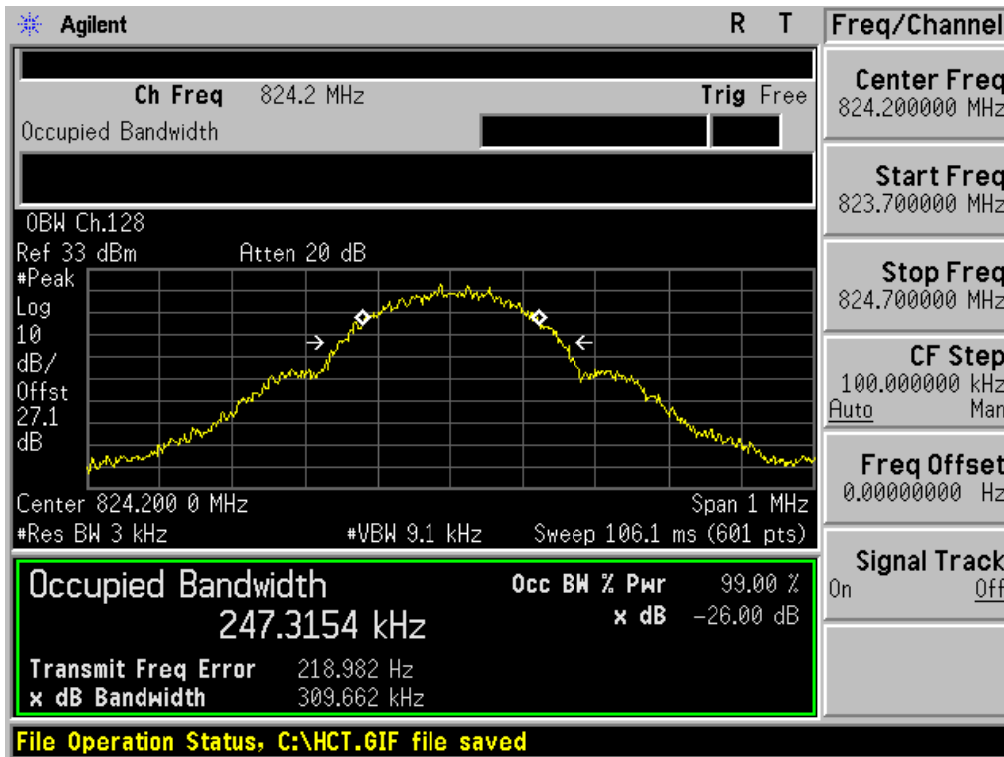 Agilent R T
Ch Freq 824.2 MHz Trig Free
Occupied Bandwidth
OBW Ch.128
Ref 33 dBm Atten 20 dB
#Peak
Log
10
dB/
Offst
27.1
dB
Center 824.200 0 MHz Span 1 MHz
#Res BW 3 kHz #VBW 9.1 kHz Sweep 106.1 ms (601 pts)
Occupied Bandwidth
247.3154 kHz
Occ BW % Pwr 99.00 %
x dB -26.00 dB
Transmit Freq Error 218.982 Hz
x dB Bandwidth 309.662 kHz
File Operation Status, C:\HCT.GIF file saved
Freq/Channel
Center Freq
824.200000 MHz
Start Freq
823.700000 MHz
Stop Freq
824.700000 MHz
CF Step
100.000000 kHz
Auto Man
Freq Offset
0.00000000 Hz
Signal Track
On Off